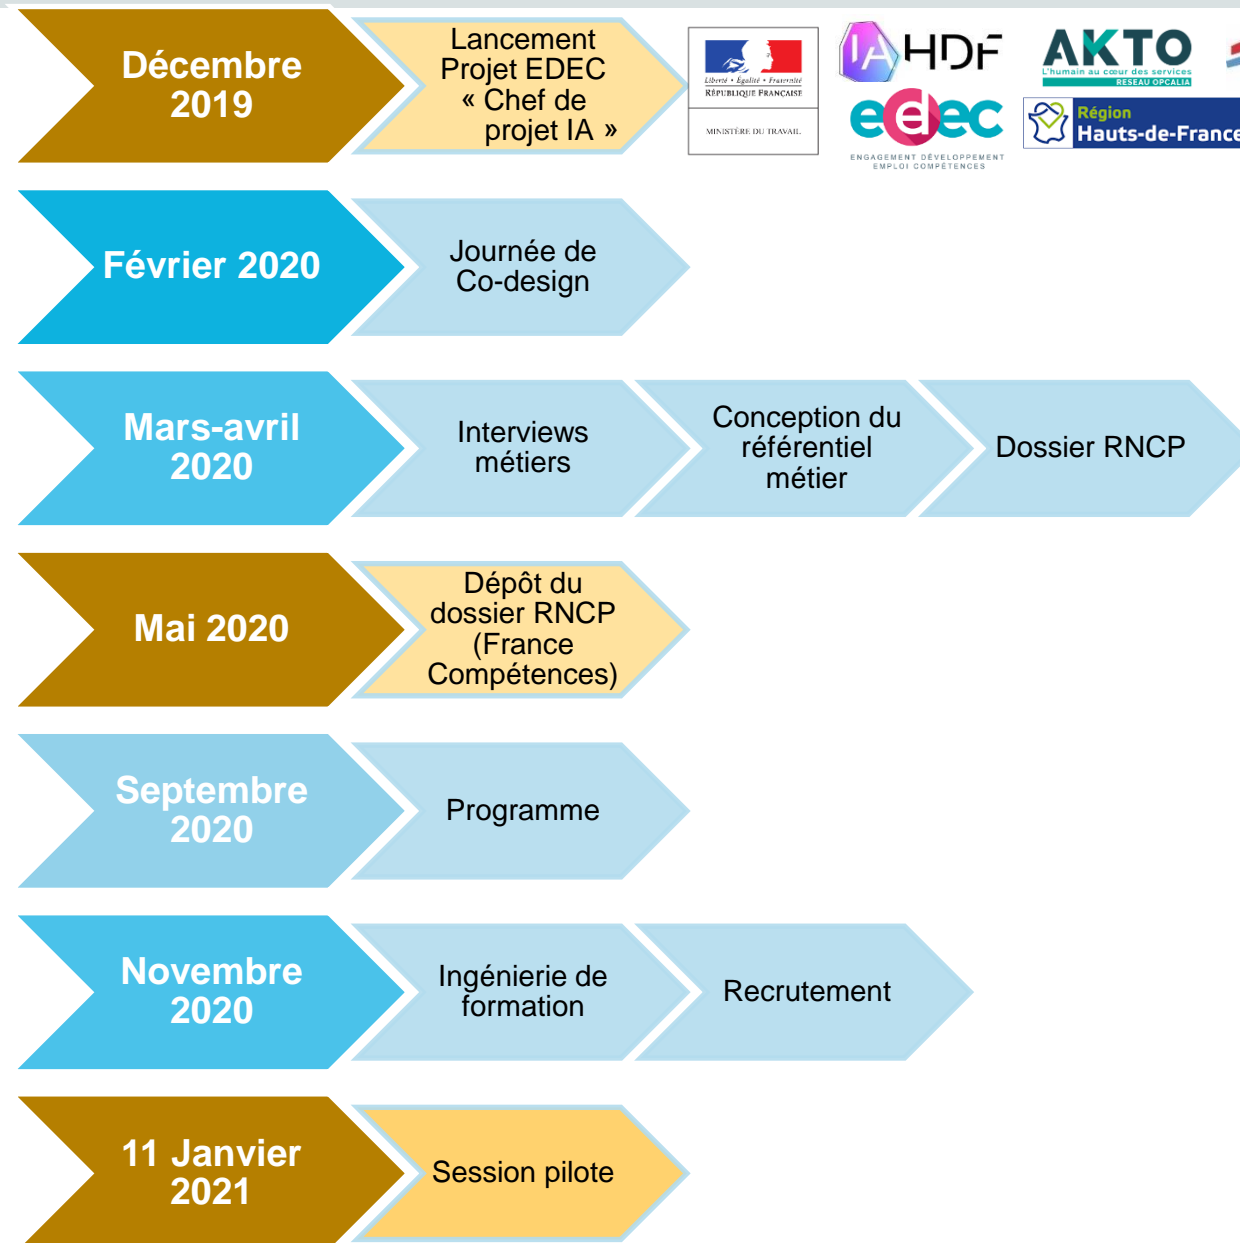 Décembre
2019
Lancement
Projet EDEC
« Chef de
projet IA »
Liberté • Égalité • Fraternité
RÉPUBLIQUE FRANÇAISE
MINISTÈRE DU TRAVAIL
IA HDF
edec
ENGAGEMENT DÉVELOPPEMENT
EMPLOI COMPÉTENCES
AKTO
L'humain au cœur des services
RESEAU OPCALIA
Région
Hauts-de-France
Février 2020
Journée de
Co-design
Mars-avril
2020
Interviews
métiers
Conception du
référentiel
métier
Dossier RNCP
Mai 2020
Dépôt du
dossier RNCP
(France
Compétences)
Septembre
2020
Programme
Novembre
2020
Ingénierie de
formation
Recrutement
11 Janvier
2021
Session pilote